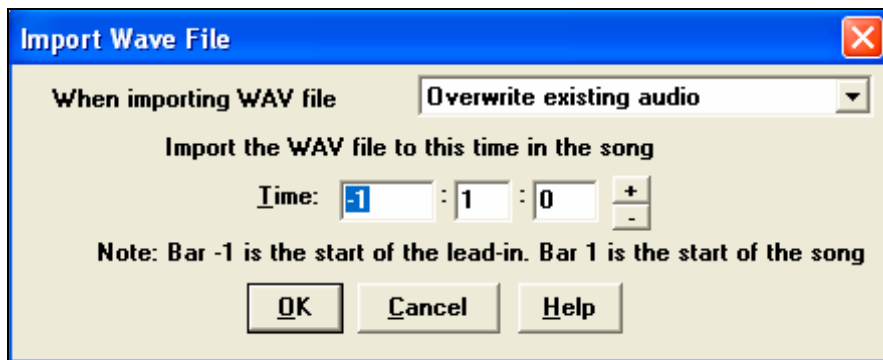 Import Wave File
When importing WAV file Overwrite existing audio
Import the WAV file to this time in the song
Time: -1 : 1 : 0 + -
Note: Bar -1 is the start of the lead-in. Bar 1 is the start of the song
OK Cancel Help